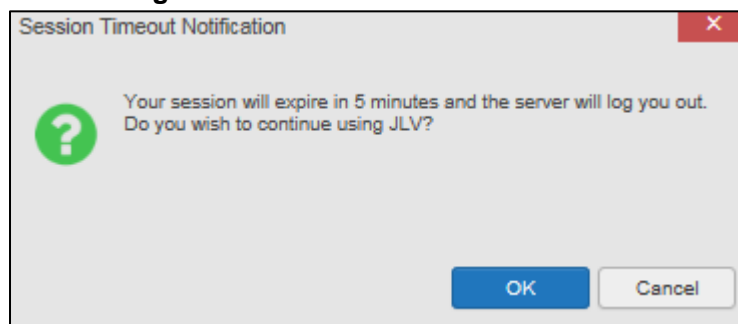 Session Timeout Notification
Your session will expire in 5 minutes and the server will log you out.
Do you wish to continue using JLV?
OK
Cancel